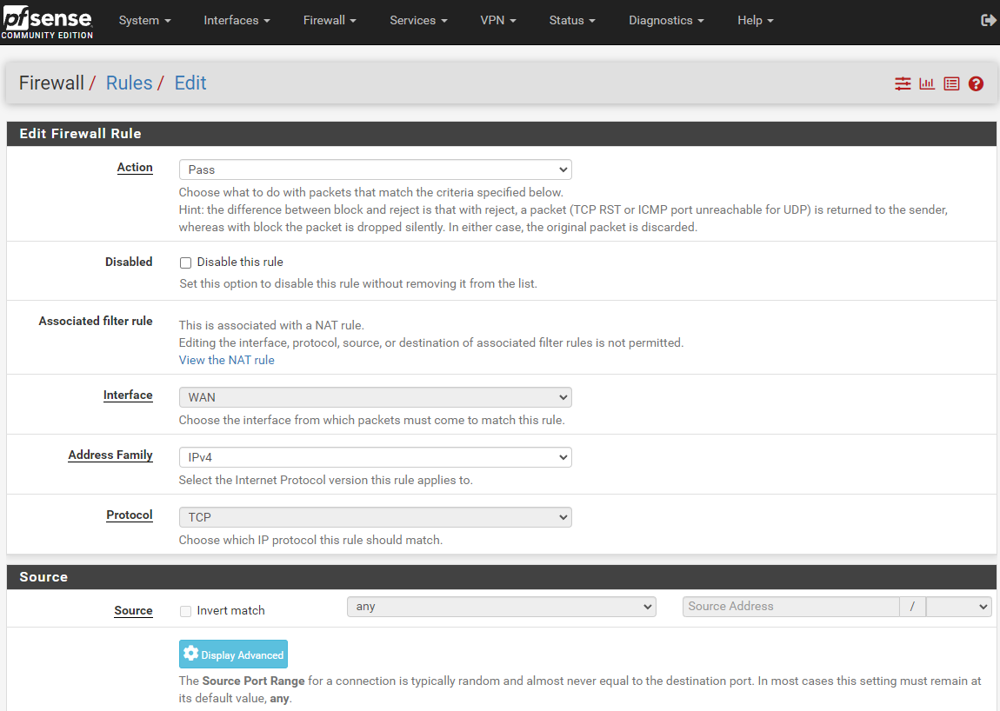 pfsense
COMMUNITY EDITION
System Interfaces Firewall Services VPN Status Diagnostics Help
Firewall / Rules / Edit
Edit Firewall Rule
Action
Pass
Choose what to do with packets that match the criteria specified below.
Hint: the difference between block and reject is that with reject, a packet (TCP RST or ICMP port unreachable for UDP) is returned to the sender,
whereas with block the packet is dropped silently. In either case, the original packet is discarded.
Disabled
Disable this rule
Set this option to disable this rule without removing it from the list.
Associated filter rule
This is associated with a NAT rule.
Editing the interface, protocol, source, or destination of associated filter rules is not permitted.
View the NAT rule
Interface
WAN
Choose the interface from which packets must come to match this rule.
Address Family
IPv4
Select the Internet Protocol version this rule applies to.
Protocol
TCP
Choose which IP protocol this rule should match.
Source
Source
Invert match
any
Source Address /
Display Advanced
The Source Port Range for a connection is typically random and almost never equal to the destination port. In most cases this setting must remain at
its default value, any.